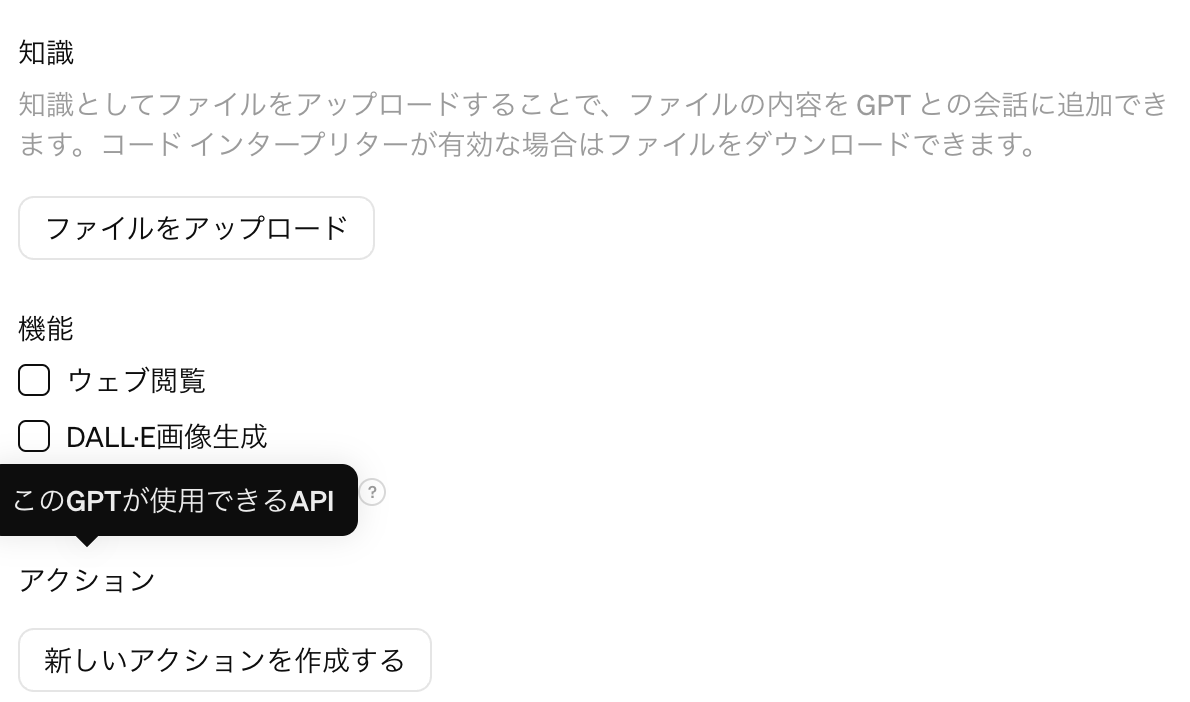 知識
知識としてファイルをアップロードすることで、ファイルの内容を GPT との会話に追加でき
ます。コード インタープリターが有効な場合はファイルをダウンロードできます。
ファイルをアップロード
機能
ウェブ閲覧
DALL·E画像生成
このGPTが使用できるAPI
?
アクション
新しいアクションを作成する